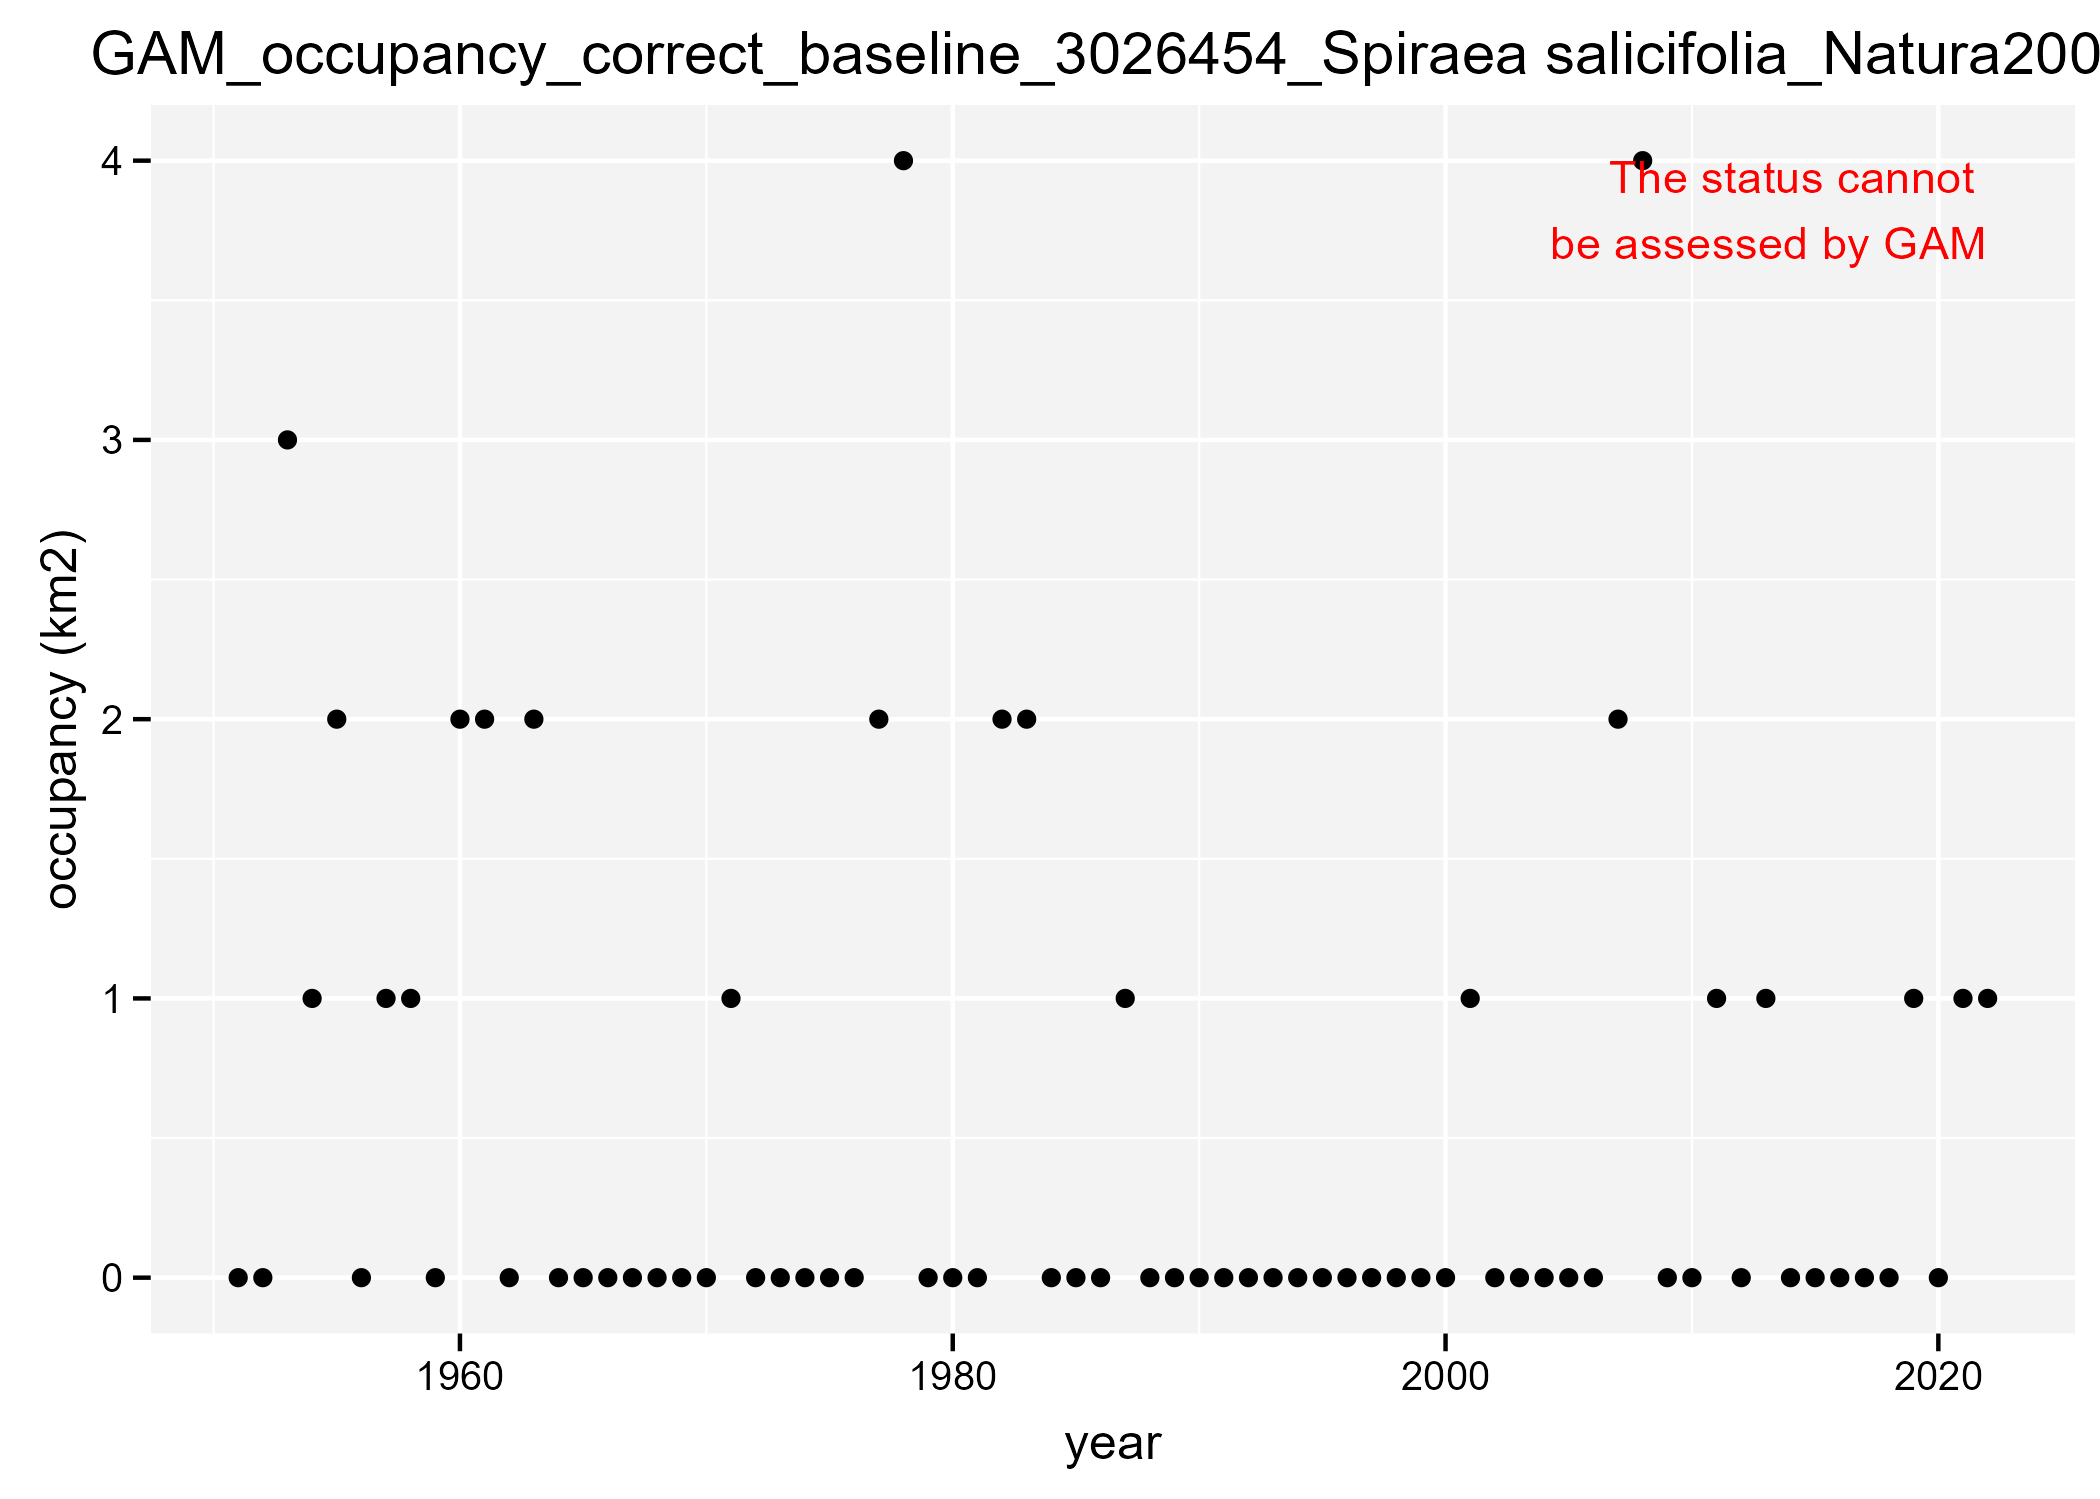 GAM_occupancy_correct_baseline_3026454_Spiraea salicifolia_Natura200
4
The status cannot
be assessed by GAM
3
2
1
0
occupancy (km2)
1960 1980 2000 2020
year